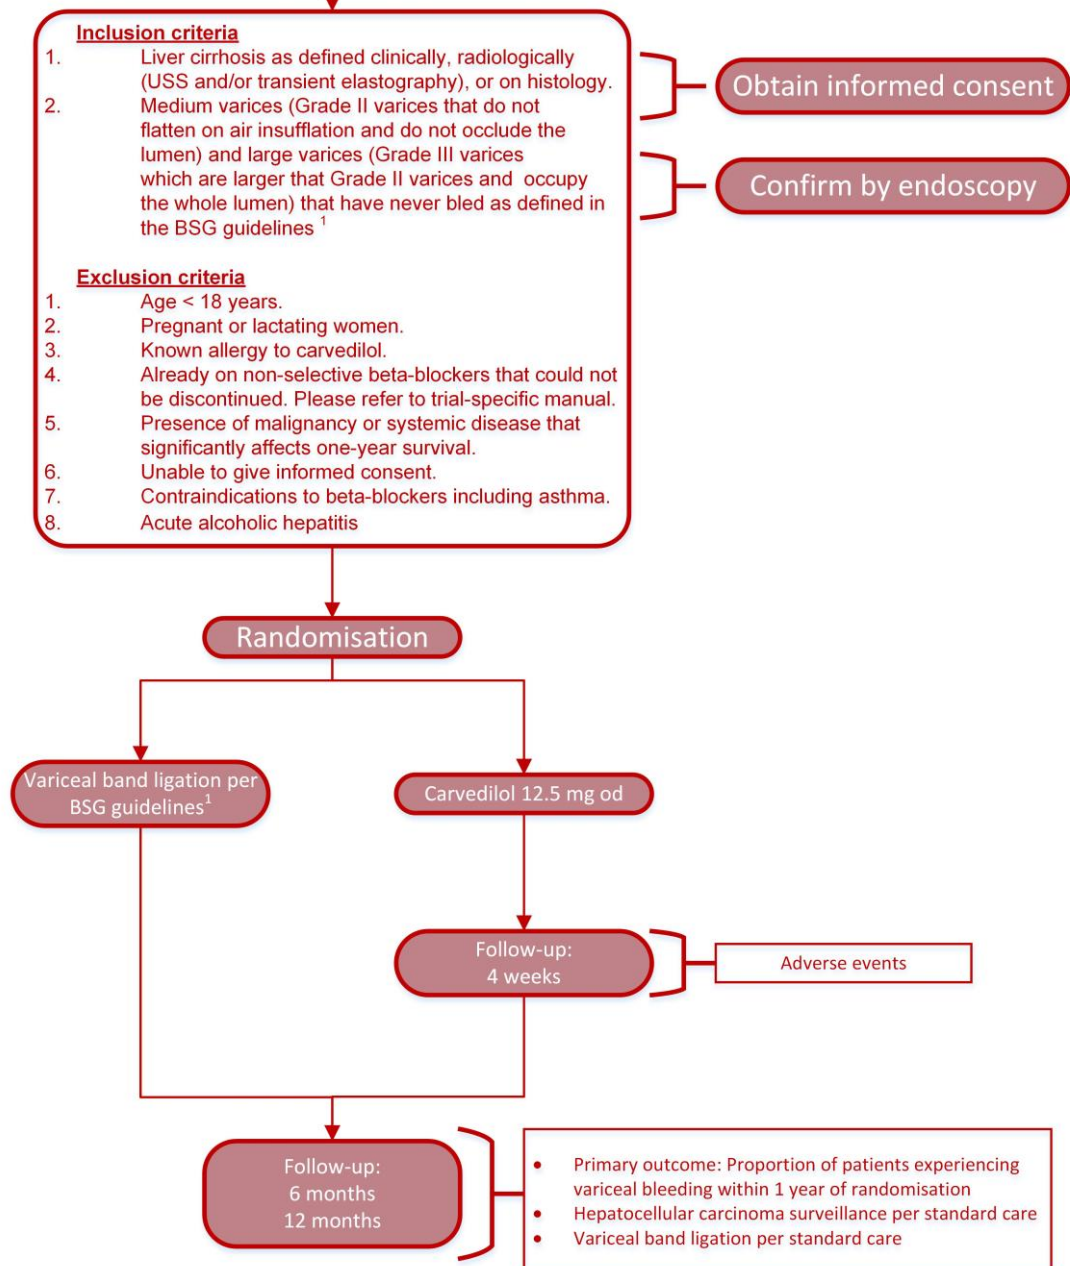 Inclusion criteria
1. Liver cirrhosis as defined clinically, radiologically
(USS and/or transient elastography), or on histology.
2. Medium varices (Grade II varices that do not
flatten on air insufflation and do not occlude the
lumen) and large varices (Grade III varices
which are larger that Grade II varices and occupy
the whole lumen) that have never bled as defined in
the BSG guidelines 1
Obtain informed consent
Confirm by endoscopy
Exclusion criteria
1. Age < 18 years.
2. Pregnant or lactating women.
3. Known allergy to carvedilol.
4. Already on non-selective beta-blockers that could not
be discontinued. Please refer to trial-specific manual.
5. Presence of malignancy or systemic disease that
significantly affects one-year survival.
6. Unable to give informed consent.
7. Contraindications to beta-blockers including asthma.
8. Acute alcoholic hepatitis
Randomisation
Variceal band ligation per
BSG guidelines1
Carvedilol 12.5 mg od
Follow-up:
4 weeks
Adverse events
Follow-up:
6 months
12 months
• Primary outcome: Proportion of patients experiencing
variceal bleeding within 1 year of randomisation
• Hepatocellular carcinoma surveillance per standard care
• Variceal band ligation per standard care